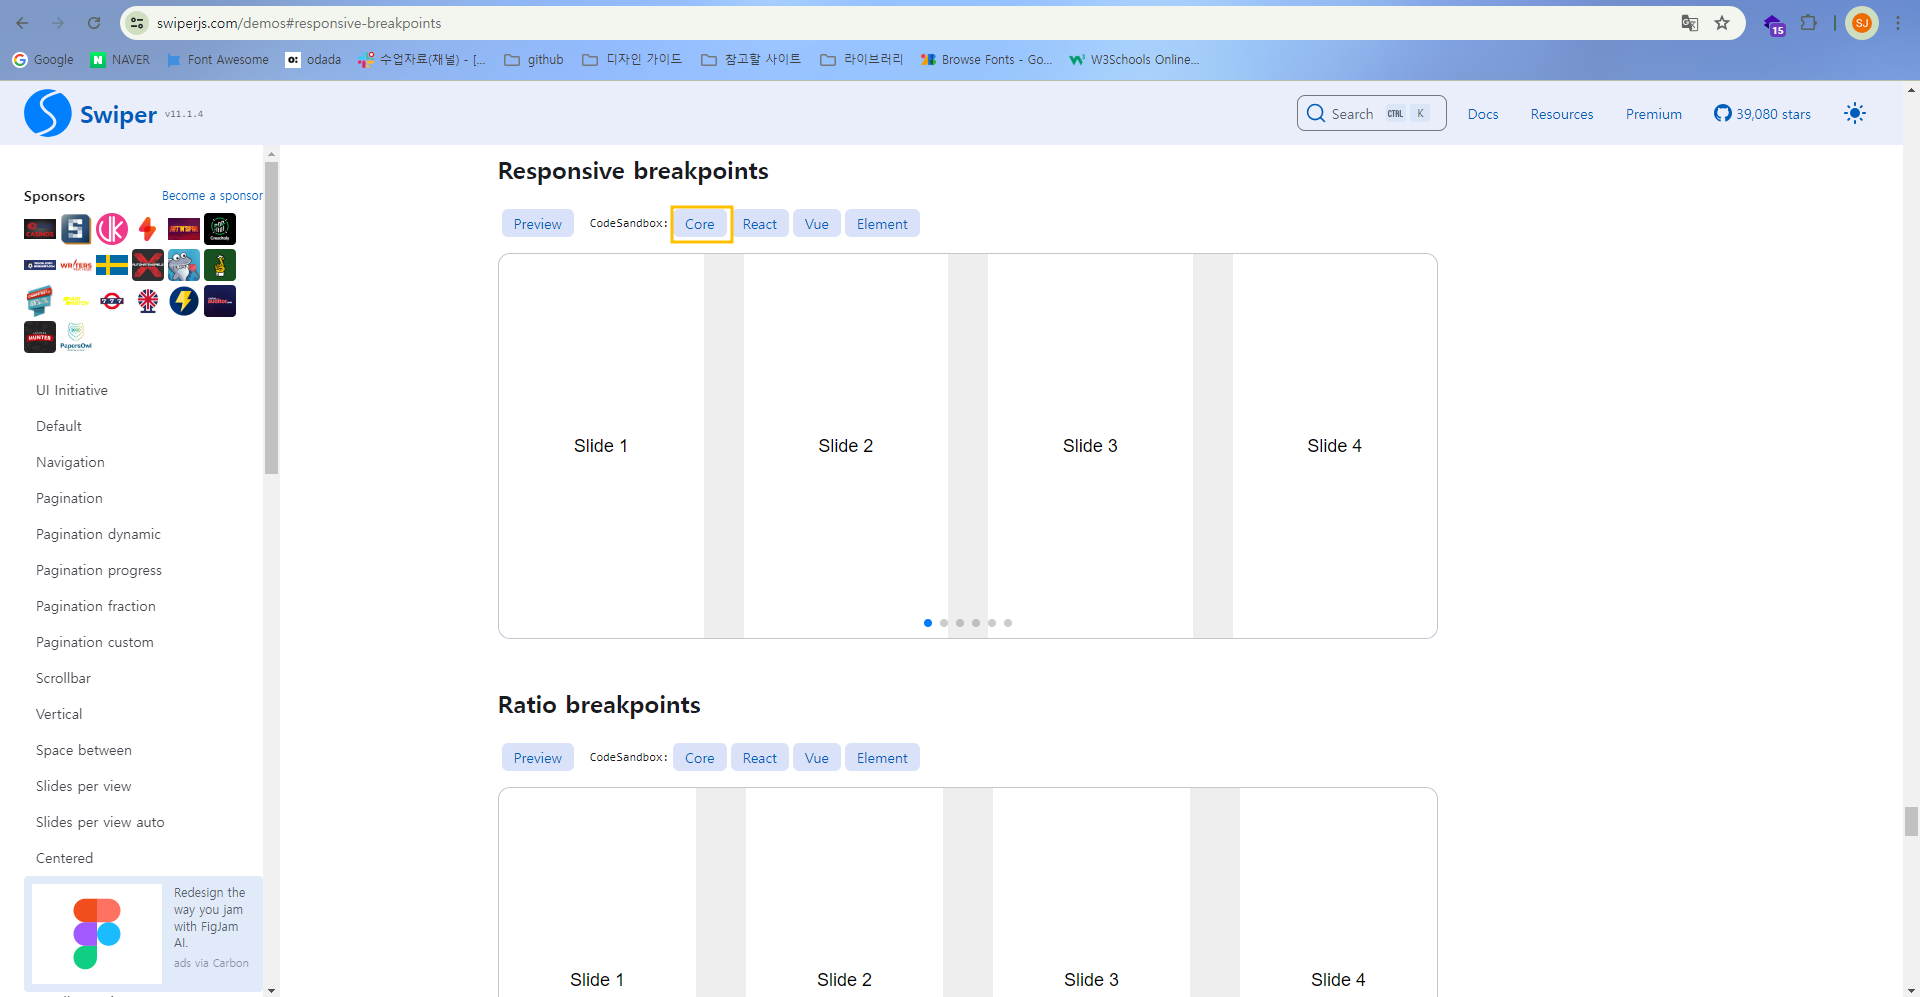 swiperjs.com/demos#responsive-breakpoints
15
SJ
Google
NAVER
Font Awesome
odada
수업자료(채널) - [...
github
디자인 가이드
참고할 사이트
라이브러리
Browse Fonts - Go...
W3Schools Online...
Swiper v11.1.4
Search CTRL K
Docs
Resources
Premium
39,080 stars
Sponsors
Become a sponsor
UI Initiative
Default
Navigation
Pagination
Pagination dynamic
Pagination progress
Pagination fraction
Pagination custom
Scrollbar
Vertical
Space between
Slides per view
Slides per view auto
Centered
Redesign the
way you jam
with FigJam
AI.
ads via Carbon
Responsive breakpoints
Preview CodeSandbox: Core React Vue Element
Slide 1
Slide 2
Slide 3
Slide 4
Ratio breakpoints
Preview CodeSandbox: Core React Vue Element
Slide 1
Slide 2
Slide 3
Slide 4